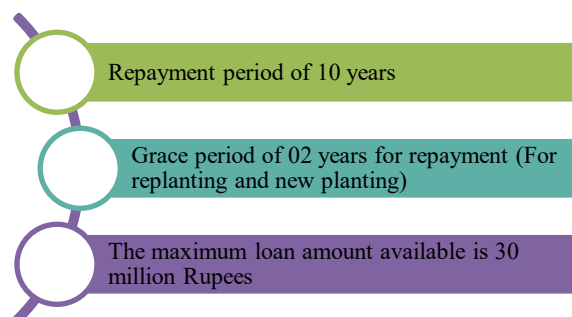 Repayment period of 10 years
Grace period of 02 years for repayment (For
replanting and new planting)
The maximum loan amount available is 30
million Rupees